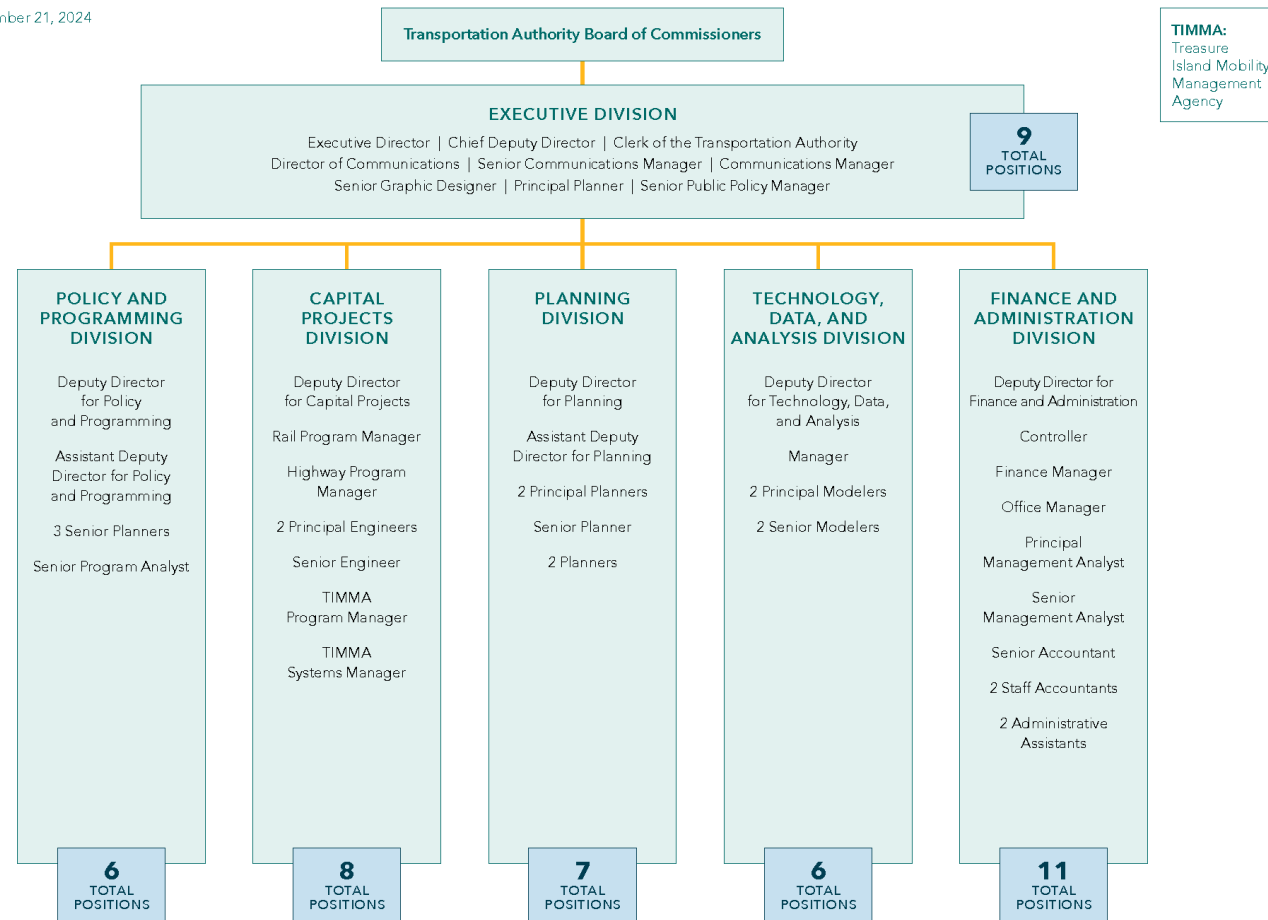 21, 2024
Transportation Authority Board of Commissioners
TIMMA:
Treasure
Island Mobility
Management
Agency
EXECUTIVE DIVISION
Executive Director | Chief Deputy Director | Clerk of the Transportation Authority
Director of Communications | Senior Communications Manager | Communications Manager
Senior Graphic Designer | Principal Planner | Senior Public Policy Manager
9
TOTAL
POSITIONS
POLICY AND
PROGRAMMING
DIVISION
Deputy Director
for Policy
and Programming
Assistant Deputy
Director for Policy
and Programming
3 Senior Planners
Senior Program Analyst
6
TOTAL
POSITIONS
CAPITAL
PROJECTS
DIVISION
Deputy Director
for Capital Projects
Rail Program Manager
Highway Program
Manager
2 Principal Engineers
Senior Engineer
TIMMA
Program Manager
TIMMA
Systems Manager
8
TOTAL
POSITIONS
PLANNING
DIVISION
Deputy Director
for Planning
Assistant Deputy
Director for Planning
2 Principal Planners
Senior Planner
2 Planners
7
TOTAL
POSITIONS
TECHNOLOGY,
DATA, AND
ANALYSIS DIVISION
Deputy Director
for Technology, Data,
and Analysis
Manager
2 Principal Modelers
2 Senior Modelers
6
TOTAL
POSITIONS
FINANCE AND
ADMINISTRATION
DIVISION
Deputy Director for
Finance and Administration
Controller
Finance Manager
Office Manager
Principal
Management Analyst
Senior
Management Analyst
Senior Accountant
2 Staff Accountants
2 Administrative
Assistants
11
TOTAL
POSITIONS